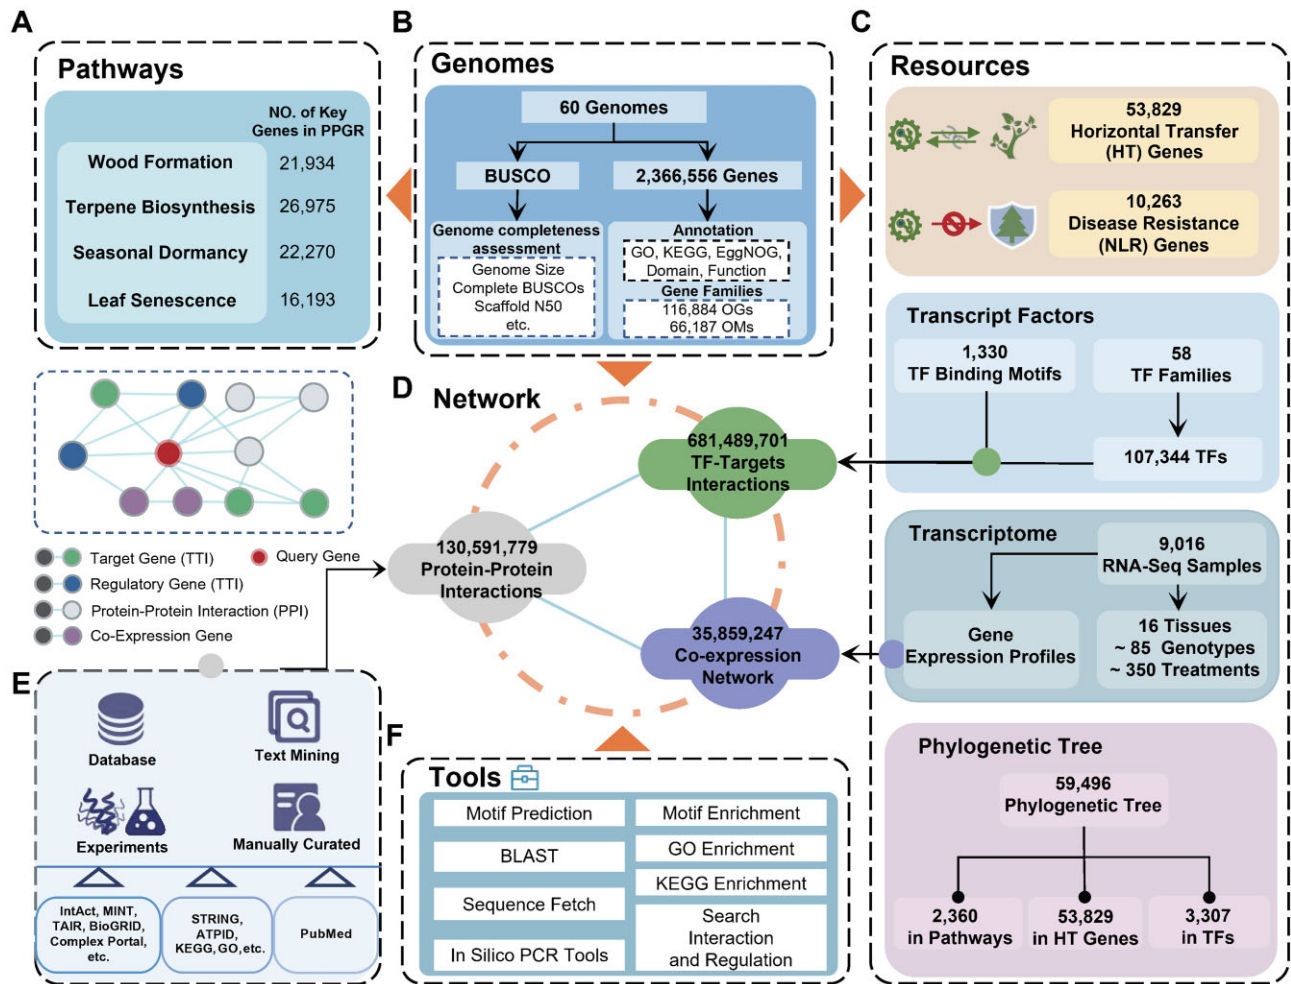 A
Pathways
NO. of Key
Genes in PPGR
Wood Formation 21,934
Terpene Biosynthesis 26,975
Seasonal Dormancy 22,270
Leaf Senescence 16,193
B
Genomes
60 Genomes
BUSCO
2,366,556 Genes
Genome completeness
assessment
Genome Size
Complete BUSCOs
Scaffold N50
etc.
Annotation
GO, KEGG, EggNOG,
Domain, Function
Gene Families
116,884 OGs
66,187 OMs
C
Resources
53,829
Horizontal Transfer
(HT) Genes
10,263
Disease Resistance
(NLR) Genes
Transcript Factors
1,330
TF Binding Motifs
58
TF Families
107,344 TFs
Transcriptome
9,016
RNA-Seq Samples
Gene
Expression Profiles
16 Tissues
~ 85 Genotypes
~ 350 Treatments
Phylogenetic Tree
59,496
Phylogenetic Tree
2,360
in Pathways
53,829
in HT Genes
3,307
in TFs
D
Network
681,489,701
TF-Targets
Interactions
130,591,779
Protein-Protein
Interactions
35,859,247
Co-expression
Network
Target Gene (TTI)
Query Gene
Regulatory Gene (TTI)
Protein-Protein Interaction (PPI)
Co-Expression Gene
E
Database
Text Mining
Experiments
Manually Curated
IntAct, MINT,
TAIR, BioGRID,
Complex Portal,
etc.
STRING,
ATPID,
KEGG, GO, etc.
PubMed
F
Tools
Motif Prediction
BLAST
Sequence Fetch
In Silico PCR Tools
Motif Enrichment
GO Enrichment
KEGG Enrichment
Search
Interaction
and Regulation